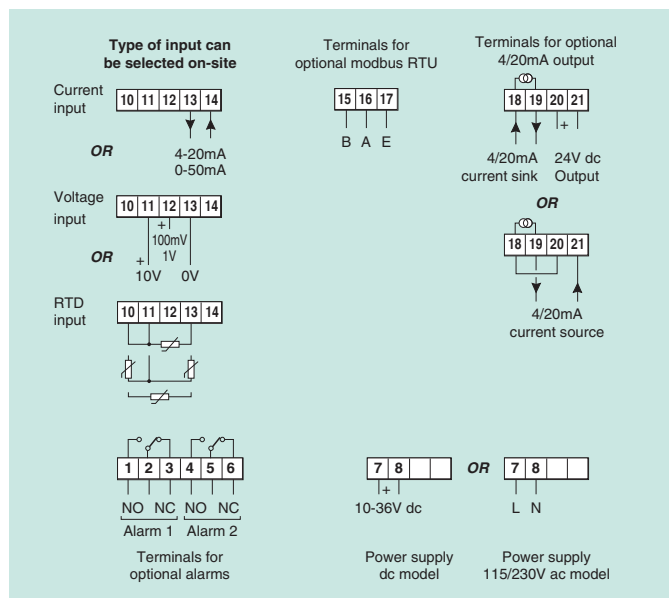 Type of input can
be selected on-site
Current
input
10 11 12 13 14
OR
4-20mA
0-50mA
Voltage
input
10 11 12 13 14
+
100mV
1V
OR
+
10V 0V
RTD
input
10 11 12 13 14
Terminals for
optional modbus RTU
15 16 17
B A E
Terminals for optional
4/20mA output
18 19 20 21
+
4/20mA 24V dc
current sink Output
OR
18 19 20 21
4/20mA
current source
1 2 3 4 5 6
NO NC NO NC
Alarm 1 Alarm 2
Terminals for
optional alarms
7 8
+
10-36V dc
Power supply
dc model
OR
7 8
L N
Power supply
115/230V ac model